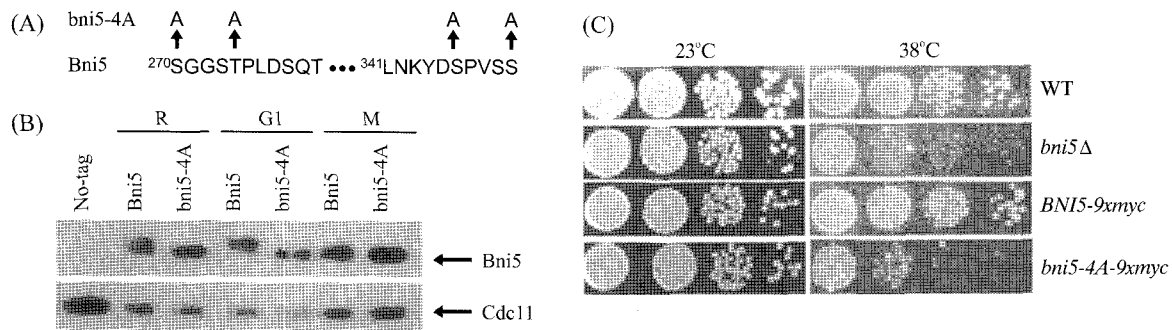 (A)
bni5-4A A A A A
Bni5 ²⁷⁰SGGSTPLDSQT ••• ³⁴¹LNKYDSPVSS
(B)
R G1 M
No-tag Bni5 bni5-4A Bni5 bni5-4A Bni5 bni5-4A
Bni5
Cdc11
(C)
23°C 38°C
WT
bni5Δ
BNI5-9xmyc
bni5-4A-9xmyc